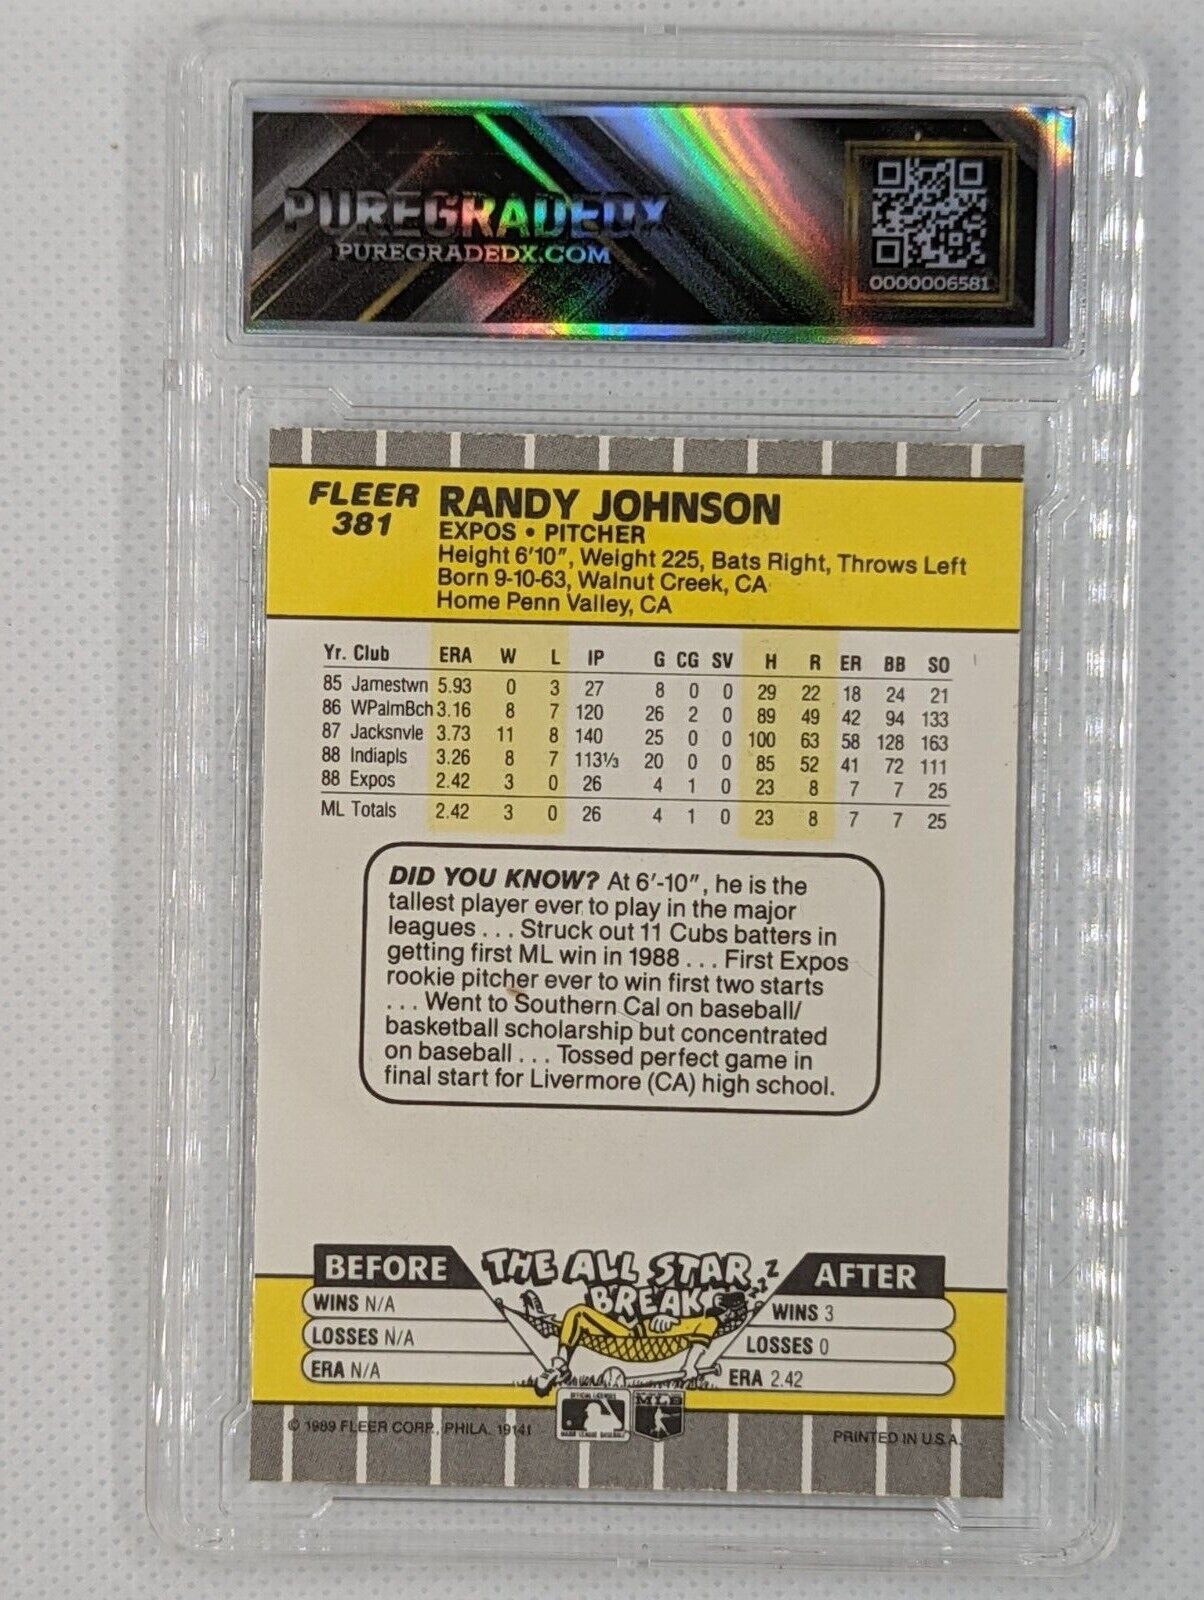 PUREGRADEDX
PUREGRADEDX.COM
0000006581
FLEER
381
RANDY JOHNSON
EXPOS • PITCHER
Height 6'10", Weight 225, Bats Right, Throws Left
Born 9-10-63, Walnut Creek, CA
Home Penn Valley, CA
Yr. Club ERA W L IP G CG SV H R ER BB SO
85 Jamestwn 5.93 0 3 27 8 0 0 29 22 18 24 21
86 WPalmBch 3.16 8 7 120 26 2 0 89 49 42 94 133
87 Jacksnvle 3.73 11 8 140 25 0 0 100 63 58 128 163
88 Indiapls 3.26 8 7 113⅓ 20 0 0 85 52 41 72 111
88 Expos 2.42 3 0 26 4 1 0 23 8 7 7 25
ML Totals 2.42 3 0 26 4 1 0 23 8 7 7 25
DID YOU KNOW? At 6'-10", he is the
tallest player ever to play in the major
leagues . . . Struck out 11 Cubs batters in
getting first ML win in 1988 . . . First Expos
rookie pitcher ever to win first two starts
. . . Went to Southern Cal on baseball/
basketball scholarship but concentrated
on baseball . . . Tossed perfect game in
final start for Livermore (CA) high school.
BEFORE
THE ALL STAR
BREAK
ZZZ
AFTER
WINS N/A
LOSSES N/A
ERA N/A
WINS 3
LOSSES 0
ERA 2.42
OFFICIAL LICENSEE
MAJOR LEAGUE BASEBALL
MLB
© 1989 FLEER CORP., PHILA. 19141
PRINTED IN U.S.A.